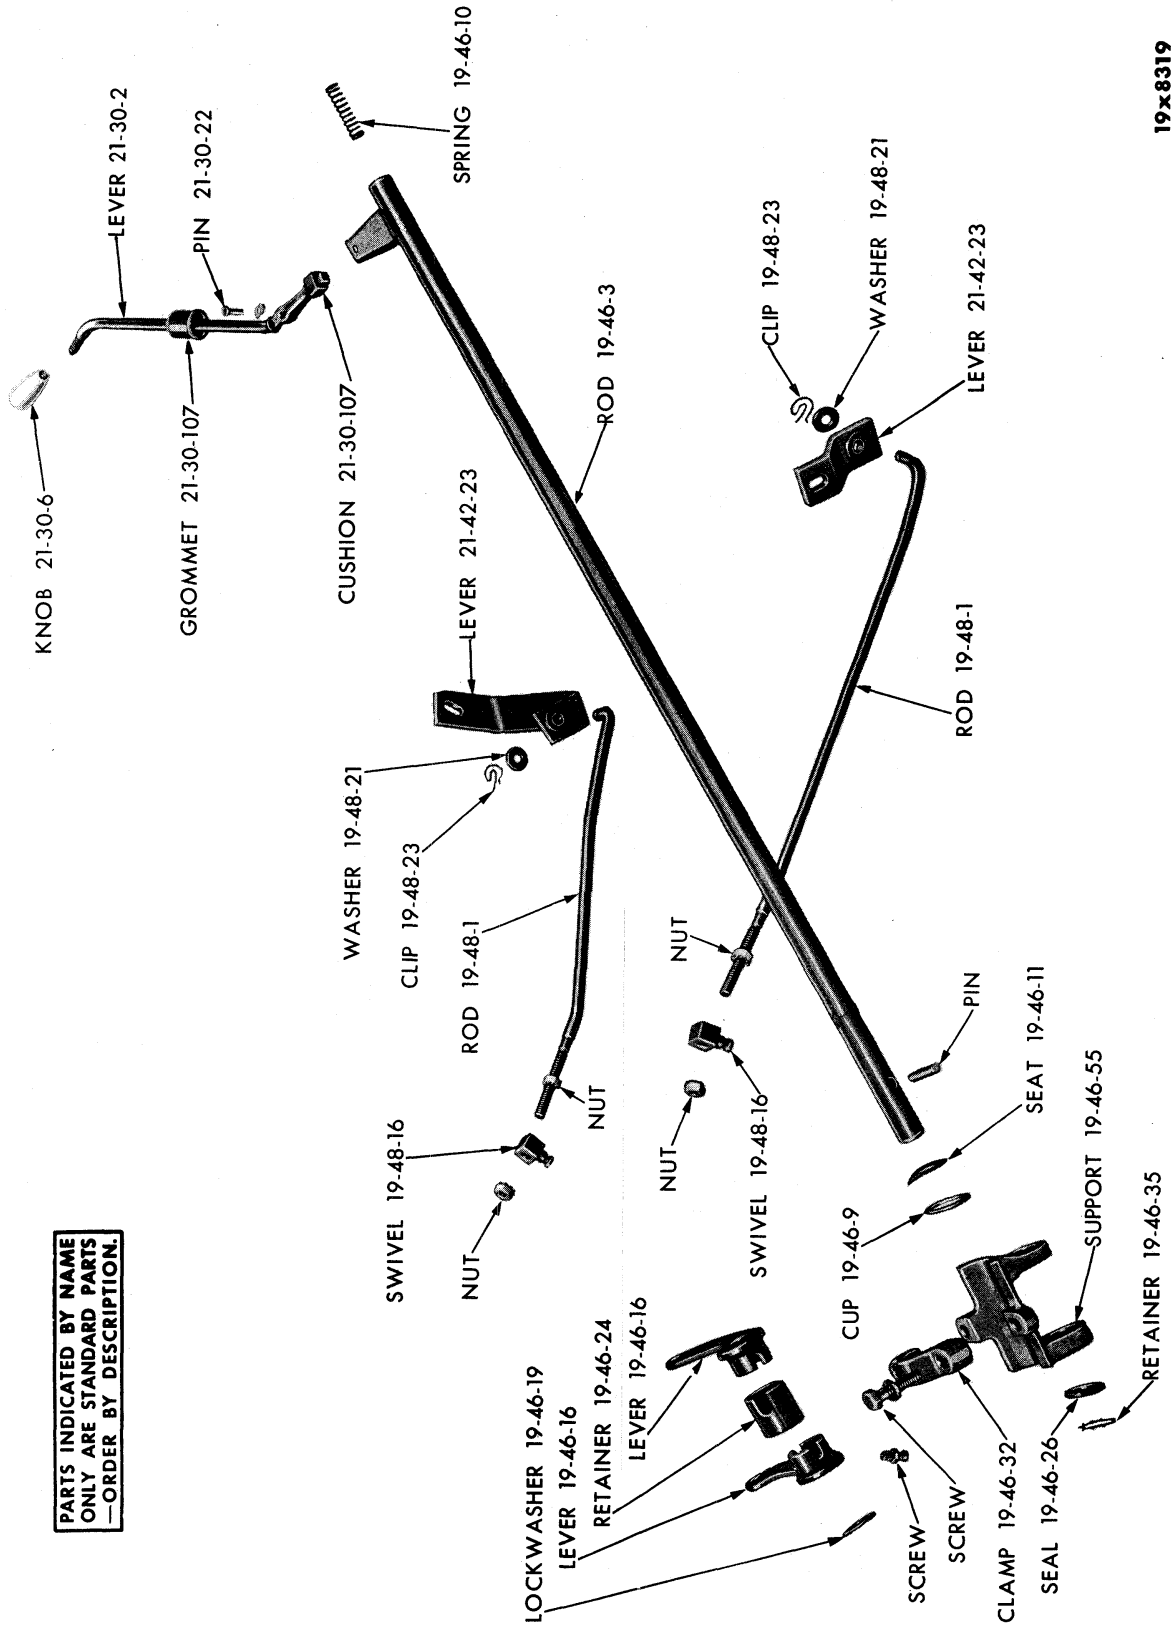 PARTS INDICATED BY NAME
ONLY ARE STANDARD PARTS
—ORDER BY DESCRIPTION.
KNOB 21-30-6
LEVER 21-30-2
GROMMET 21-30-107
PIN 21-30-22
CUSHION 21-30-107
SPRING 19-46-10
LEVER 21-42-23
WASHER 19-48-21
CLIP 19-48-23
ROD 19-48-1
SWIVEL 19-48-16
NUT
NUT
ROD 19-46-3
CLIP 19-48-23
WASHER 19-48-21
LEVER 21-42-23
ROD 19-48-1
NUT
NUT
SWIVEL 19-48-16
PIN
SEAT 19-46-11
CUP 19-46-9
SUPPORT 19-46-55
RETAINER 19-46-35
LOCKWASHER 19-46-19
LEVER 19-46-16
RETAINER 19-46-24
LEVER 19-46-16
SCREW
SCREW
CLAMP 19-46-32
SEAL 19-46-26
19x8319